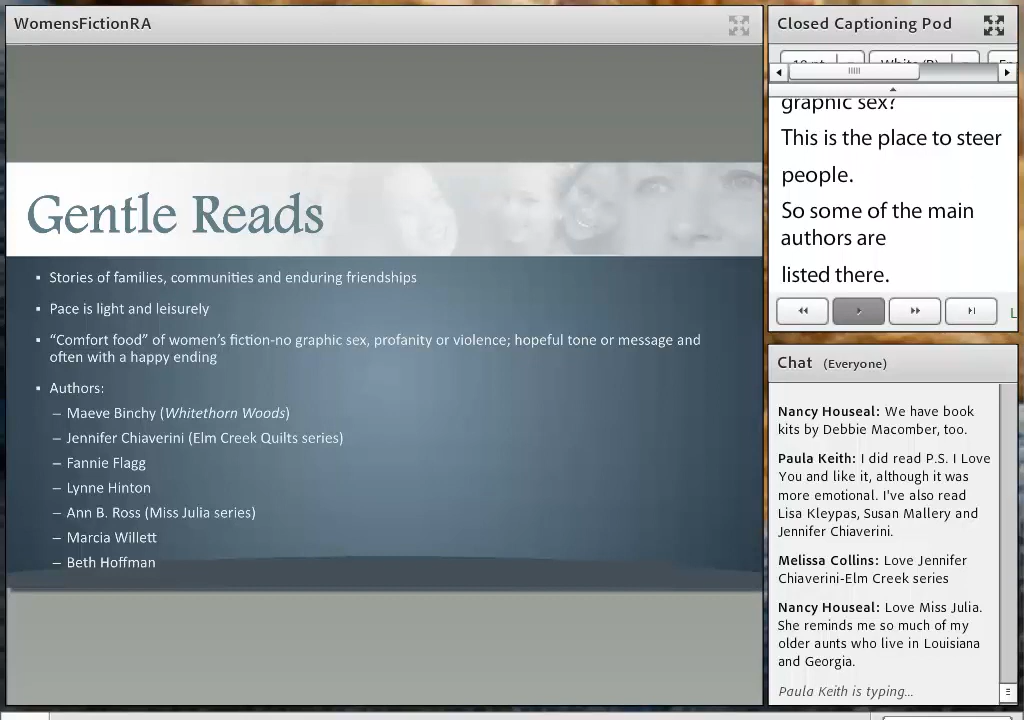 WomensFictionRA
Gentle Reads
▪ Stories of families, communities and enduring friendships
▪ Pace is light and leisurely
▪ “Comfort food” of women’s fiction-no graphic sex, profanity or violence; hopeful tone or message and
often with a happy ending
▪ Authors:
– Maeve Binchy (Whitethorn Woods)
– Jennifer Chiaverini (Elm Creek Quilts series)
– Fannie Flagg
– Lynne Hinton
– Ann B. Ross (Miss Julia series)
– Marcia Willett
– Beth Hoffman
Closed Captioning Pod
graphic sex?
This is the place to steer
people.
So some of the main
authors are
listed there.
Chat (Everyone)
Nancy Houseal: We have book
kits by Debbie Macomber, too.
Paula Keith: I did read P.S. I Love
You and like it, although it was
more emotional. I've also read
Lisa Kleypas, Susan Mallery and
Jennifer Chiaverini.
Melissa Collins: Love Jennifer
Chiaverini-Elm Creek series
Nancy Houseal: Love Miss Julia.
She reminds me so much of my
older aunts who live in Louisiana
and Georgia.
Paula Keith is typing...